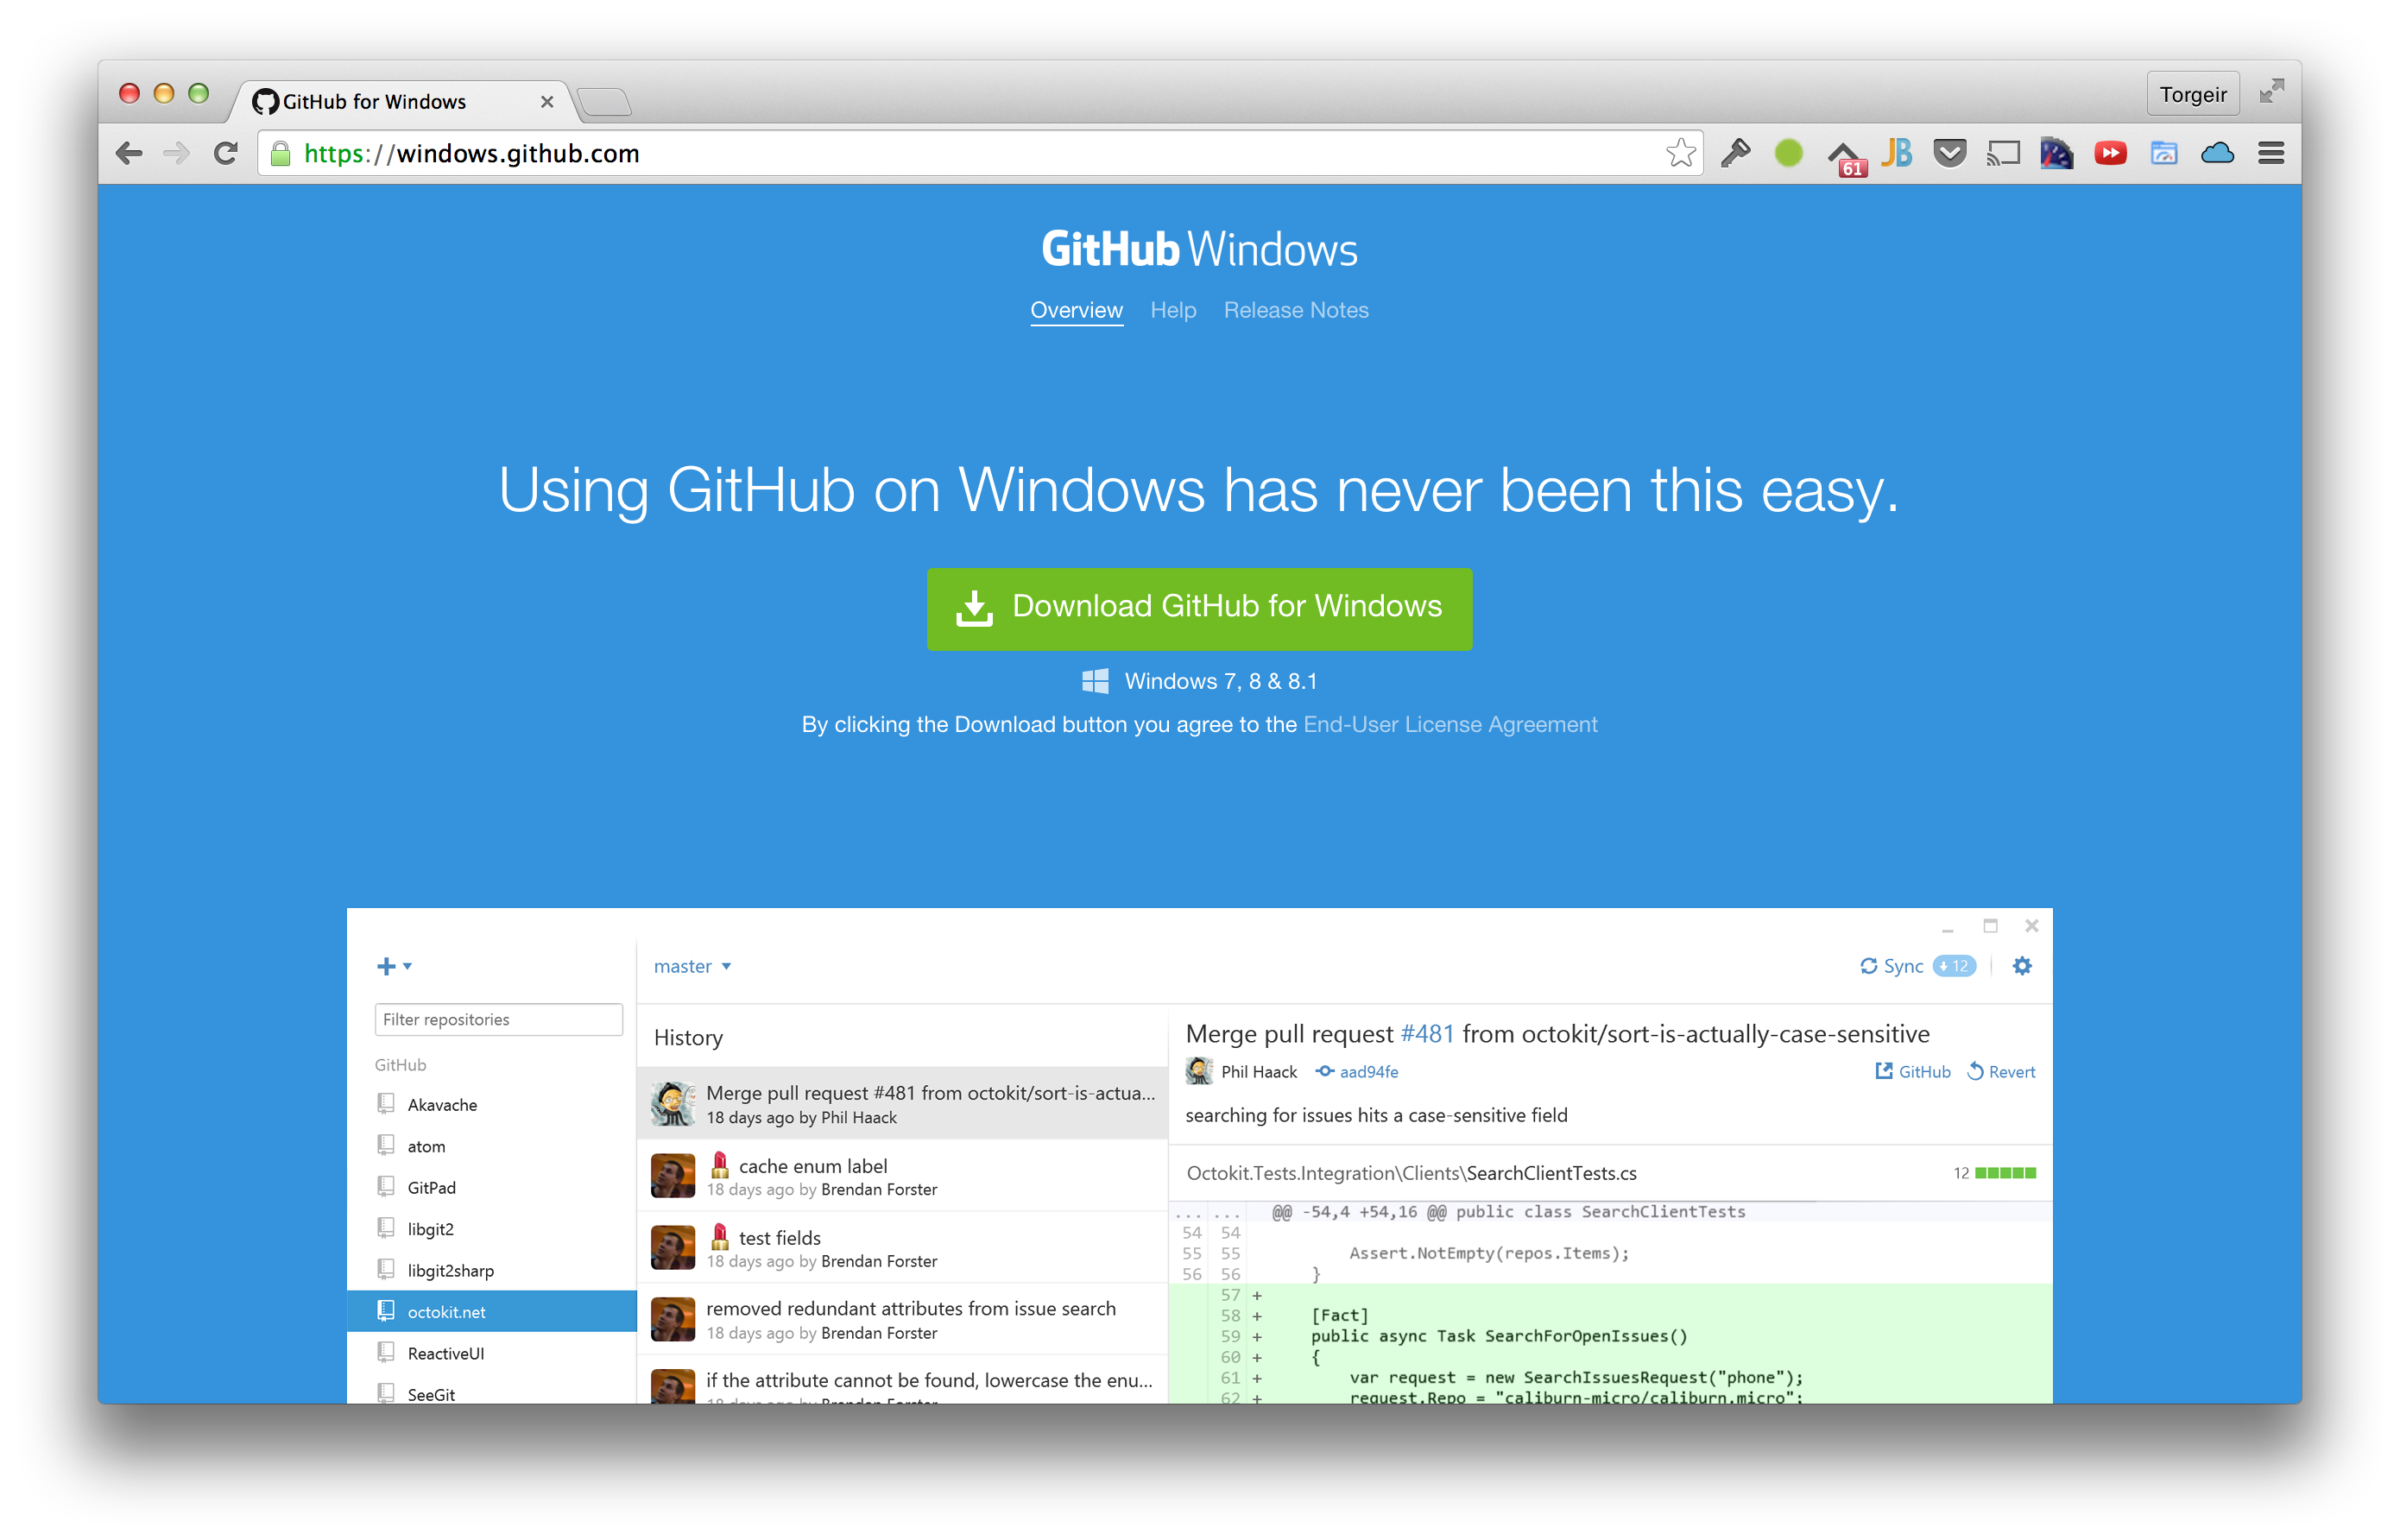 GitHub for Windows
Torgeir
https://windows.github.com
61
JB
GitHub Windows
Overview Help Release Notes
Using GitHub on Windows has never been this easy.
Download GitHub for Windows
Windows 7, 8 & 8.1
By clicking the Download button you agree to the End-User License Agreement
master
Sync 12
Filter repositories
GitHub
Akavache
atom
GitPad
libgit2
libgit2sharp
octokit.net
ReactiveUI
SeeGit
History
Merge pull request #481 from octokit/sort-is-actua...
18 days ago by Phil Haack
cache enum label
18 days ago by Brendan Forster
test fields
18 days ago by Brendan Forster
removed redundant attributes from issue search
18 days ago by Brendan Forster
if the attribute cannot be found, lowercase the enu...
18 days ago by Brendan Forster
Merge pull request #481 from octokit/sort-is-actually-case-sensitive
Phil Haack aad94fe GitHub Revert
searching for issues hits a case-sensitive field
Octokit.Tests.Integration\Clients\SearchClientTests.cs 12
... ... @@ -54,4 +54,16 @@ public class SearchClientTests
54 54
55 55 Assert.NotEmpty(repos.Items);
56 56 }
57 +
58 + [Fact]
59 + public async Task SearchForOpenIssues()
60 + {
61 + var request = new SearchIssuesRequest("phone");
62 + request.Repo = "caliburn-micro/caliburn.micro";